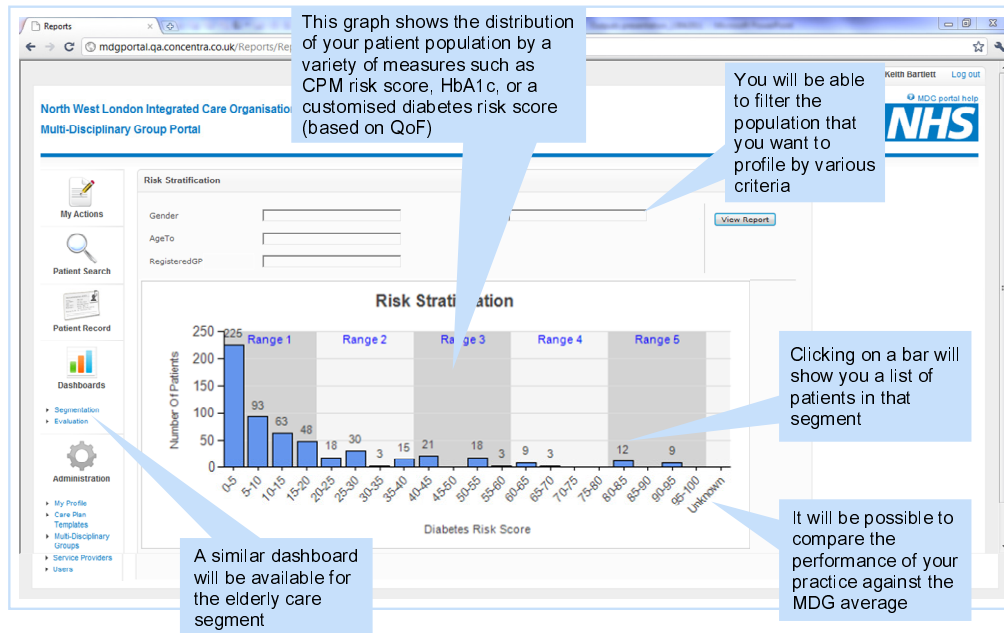 Reports
mdgportal.qa.concentra.co.uk/Reports/Rep
This graph shows the distribution
of your patient population by a
variety of measures such as
CPM risk score, HbA1c, or a
customised diabetes risk score
(based on QoF)
You will be able
to filter the
population that
you want to
profile by various
criteria
Keith Bartlett Log out
MDG portal help
NHS
North West London Integrated Care Organisation
Multi-Disciplinary Group Portal
My Actions
Patient Search
Patient Record
Dashboards
Segmentation
Evaluation
Administration
My Profile
Care Plan
Templates
Multi-Disciplinary
Groups
Service Providers
Users
Risk Stratification
Gender
AgeTo
RegisteredGP
View Report
Risk Stratification
Range 1 Range 2 Range 3 Range 4 Range 5
Number Of Patients
250
200
150
100
50
0
225 93 63 48 18 30 3 15 21 18 3 9 3 12 9
0-5 5-10 10-15 15-20 20-25 25-30 30-35 35-40 40-45 45-50 50-55 55-60 60-65 65-70 70-75 75-80 80-85 85-90 90-95 95-100 Unknown
Diabetes Risk Score
Clicking on a bar will
show you a list of
patients in that
segment
It will be possible to
compare the
performance of your
practice against the
MDG average
A similar dashboard
will be available for
the elderly care
segment